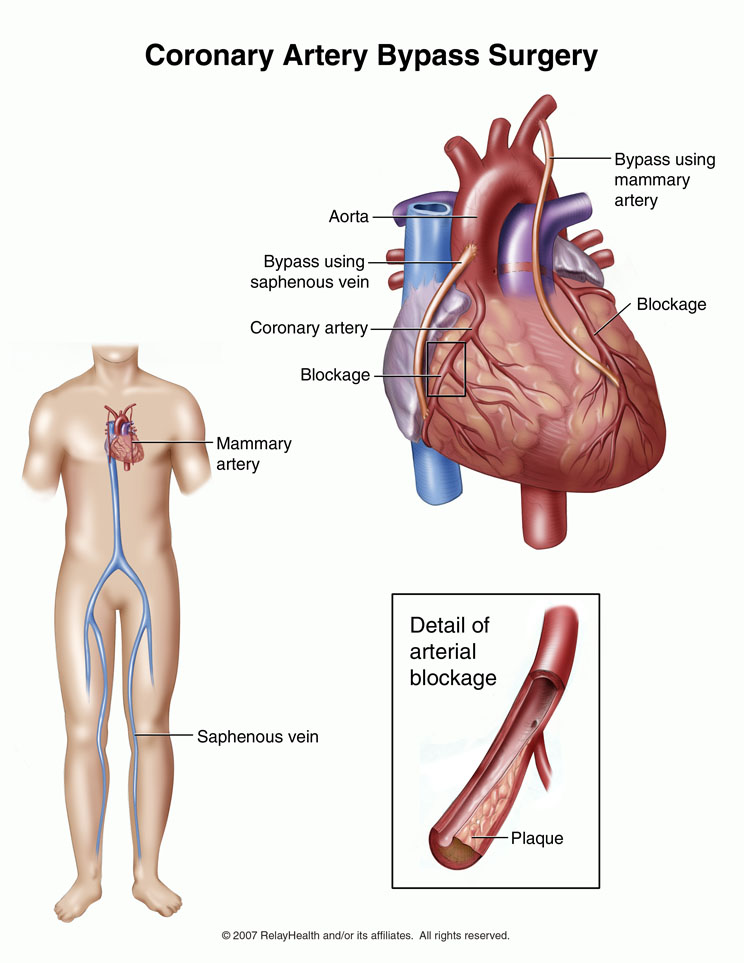 Coronary Artery Bypass Surgery
Bypass using
mammary
artery
Aorta
Bypass using
saphenous vein
Blockage
Coronary artery
Blockage
Mammary
artery
Detail of
arterial
blockage
Saphenous vein
Plaque
© 2007 RelayHealth and/or its affiliates. All rights reserved.